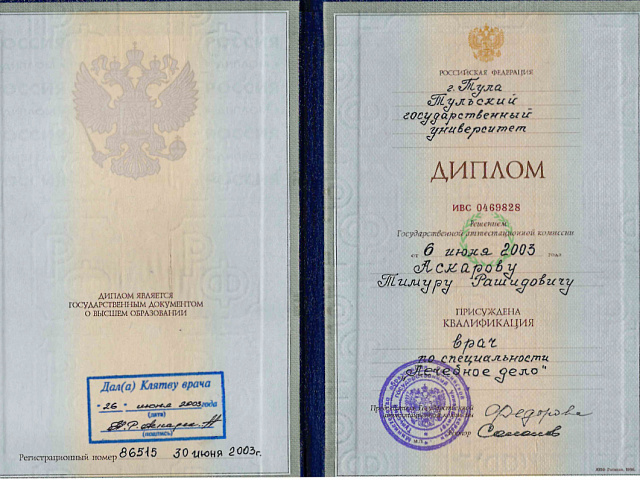 ДИПЛОМ ЯВЛЯЕТСЯ
ГОСУДАРСТВЕННЫМ ДОКУМЕНТОМ
О ВЫСШЕМ ОБРАЗОВАНИИ
Дал(а) Клятву врача
"26" июня 2003 года
(дата)
(подпись)
Регистрационный номер 86515 30 июня 2003г.
РОССИЙСКАЯ ФЕДЕРАЦИЯ
г. Тула
Тульский
государственный
университет
ДИПЛОМ
ИВС 0469828
Решением
Государственной аттестационной комиссии
от 6 июня 2003 года
Аскарову
Тимуру Рашидовичу
ПРИСУЖДЕНА
КВАЛИФИКАЦИЯ
врач
по специальности
"Лечебное дело"
Государственной
Федорова